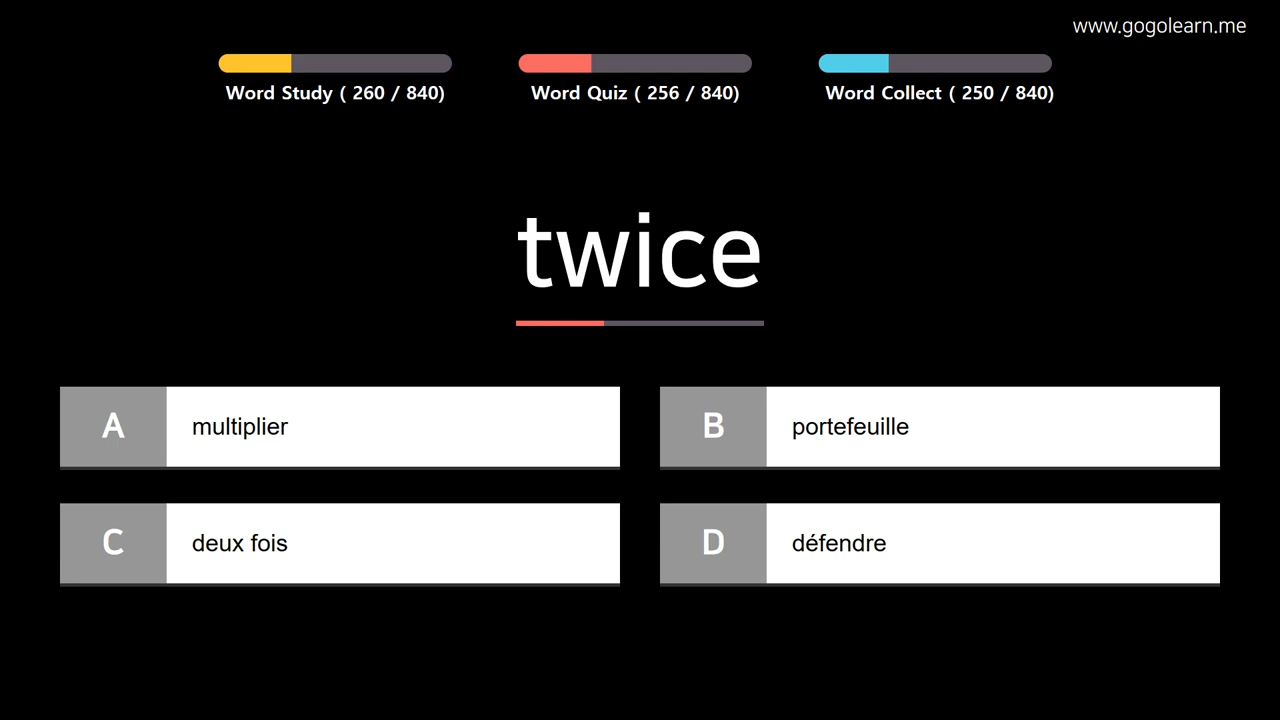 www.gogolearn.me
Word Study ( 260 / 840)
Word Quiz ( 256 / 840)
Word Collect ( 250 / 840)
twice
A multiplier
B portefeuille
C deux fois
D défendre